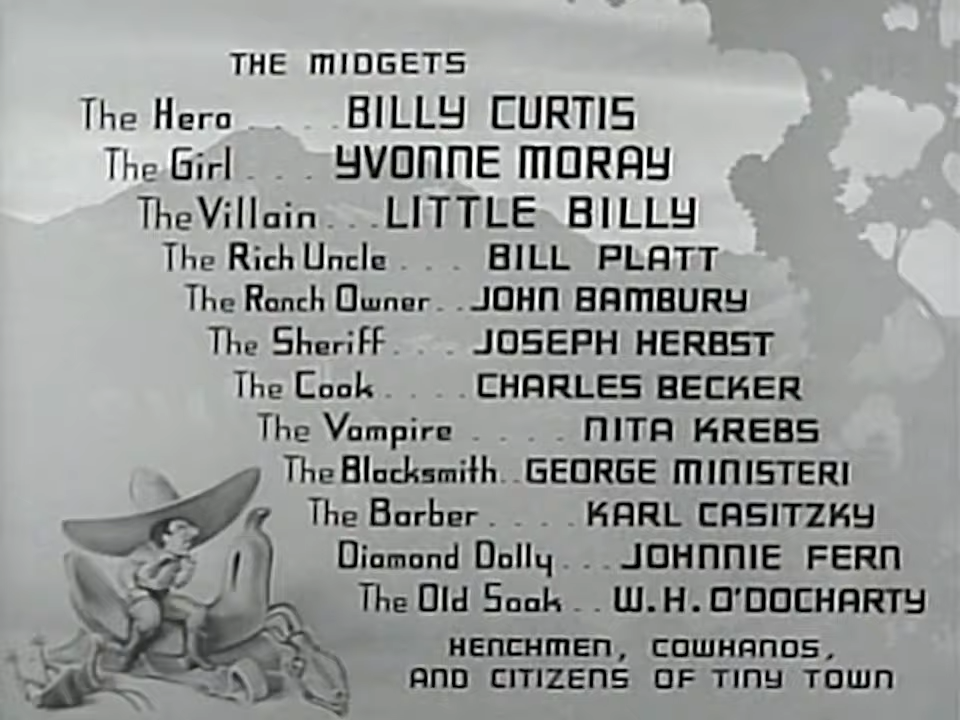 THE MIDGETS
The Hero . . . . BILLY CURTIS
The Girl . . . . YVONNE MORAY
The Villain . . . LITTLE BILLY
The Rich Uncle . . . BILL PLATT
The Ranch Owner . . JOHN BAMBURY
The Sheriff . . . JOSEPH HERBST
The Cook . . . . CHARLES BECKER
The Vampire . . . . NITA KREBS
The Blacksmith . . GEORGE MINISTERI
The Barber . . . . KARL CASITZKY
Diamond Dolly . . . JOHNNIE FERN
The Old Soak . . W. H. O'DOCHARTY
HENCHMEN, COWHANDS,
AND CITIZENS OF TINY TOWN